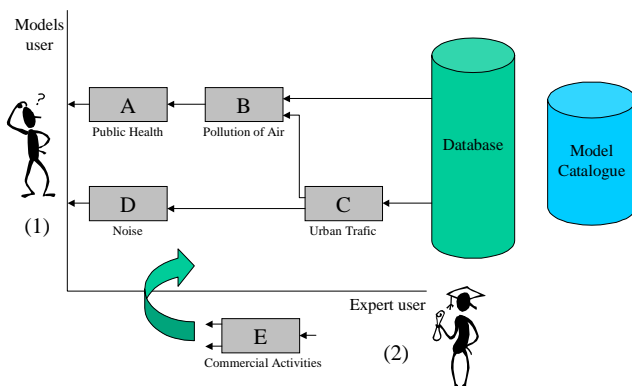 Models
user
?
A
Public Health
B
Pollution of Air
Database
Model
Catalogue
(1)
D
Noise
C
Urban Trafic
Expert user
E
Commercial Activities
(2)